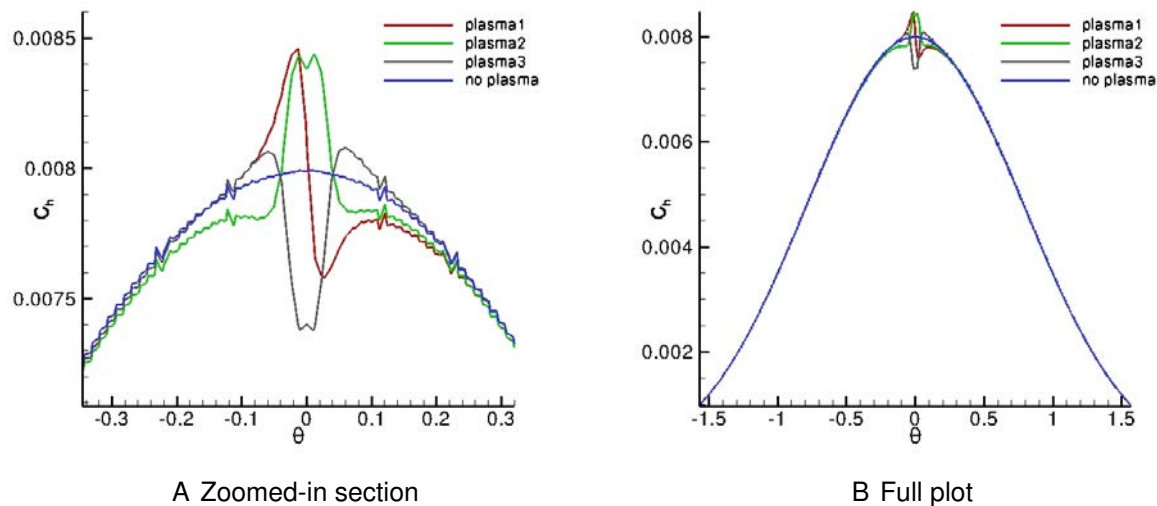 0.0085
0.008
0.0075
C_h
-0.3 -0.2 -0.1 0 0.1 0.2 0.3
θ
plasma1
plasma2
plasma3
no plasma
A Zoomed-in section
0.008
0.006
0.004
0.002
C_h
-1.5 -1 -0.5 0 0.5 1 1.5
θ
plasma1
plasma2
plasma3
no plasma
B Full plot